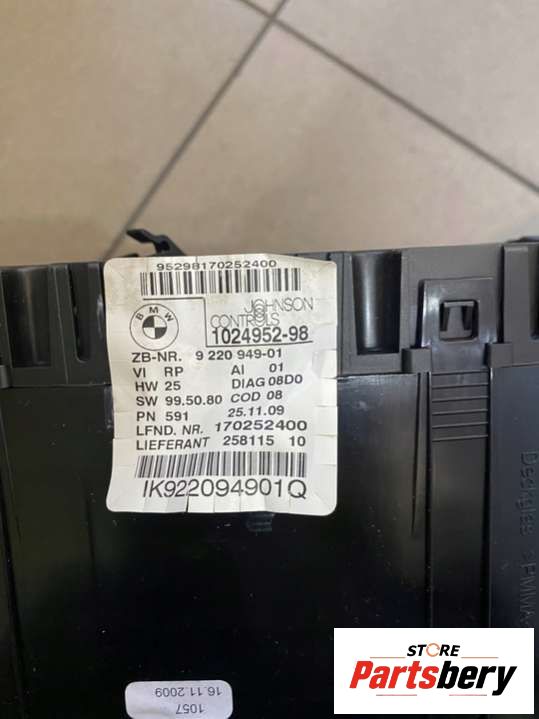 95298170252400
BMW
JOHNSON
CONTROLS
1024952-98
ZB-NR. 9 220 949-01
VI RP AI 01
HW 25 DIAG 08D0
SW 99.50.80 COD 08
PN 591 25.11.09
LFND. NR. 170252400
LIEFERANT 258115 10
IK922094901Q
1057
16.11.2009
STORE
Partsbery